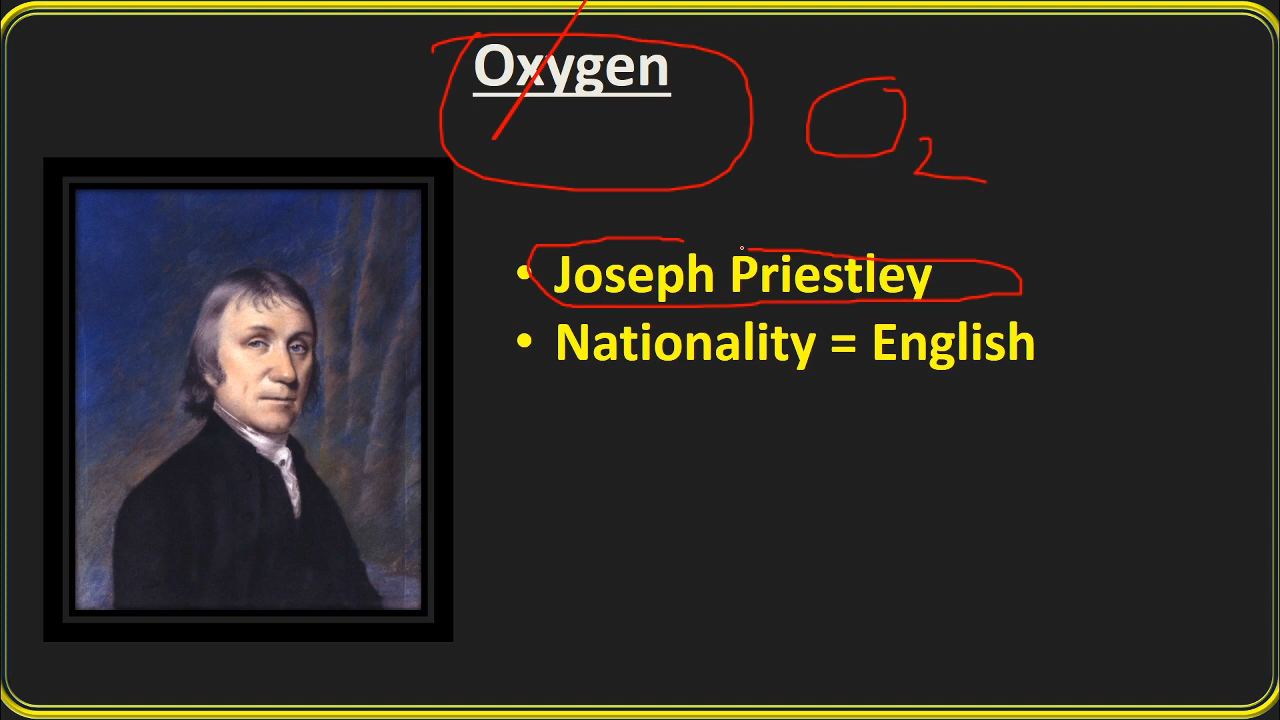 Oxygen
O2
• Joseph Priestley
• Nationality = English